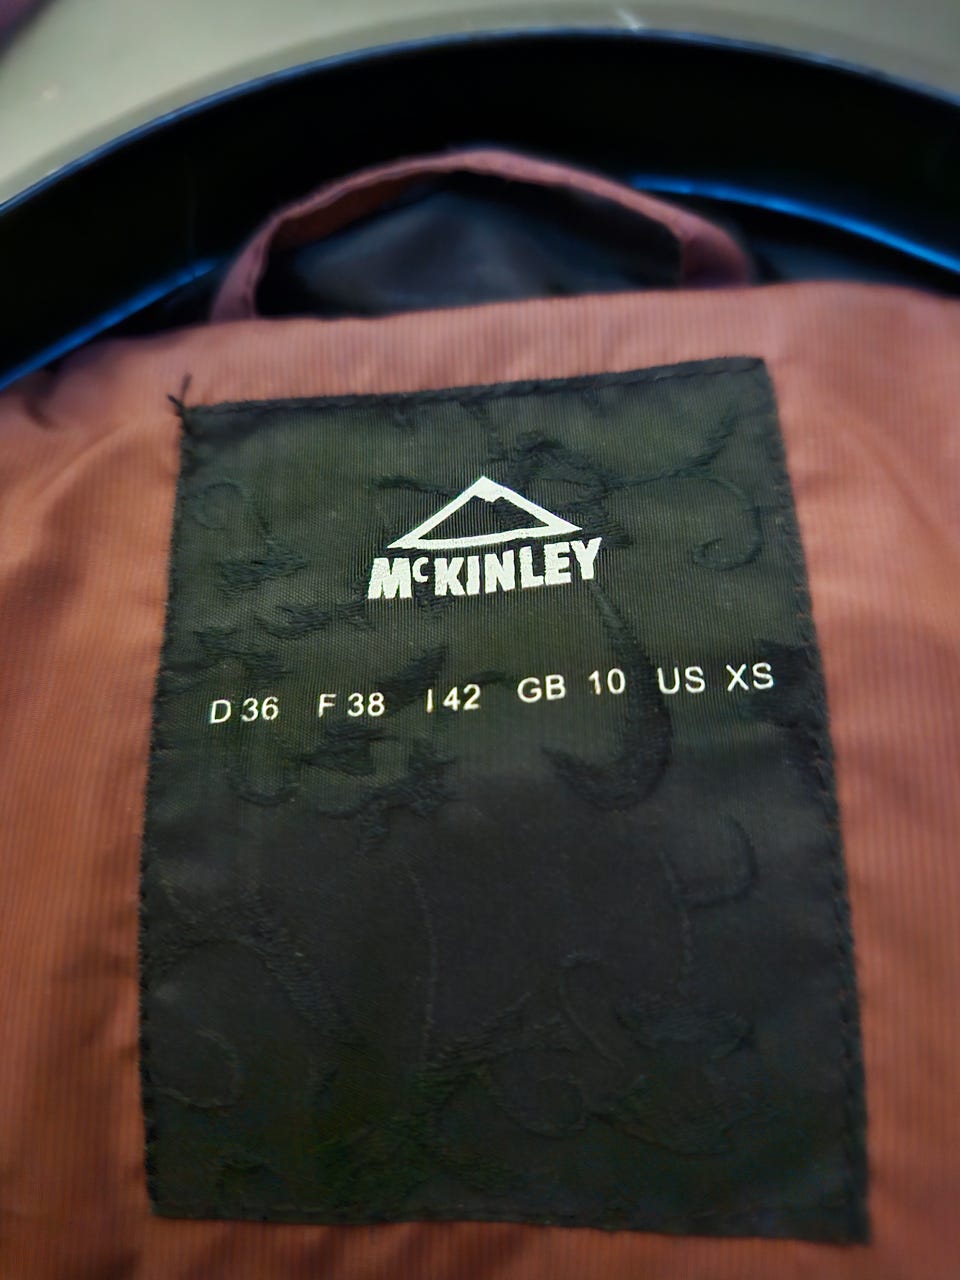 McKINLEY
D 36 F 38 I 42 GB 10 US XS